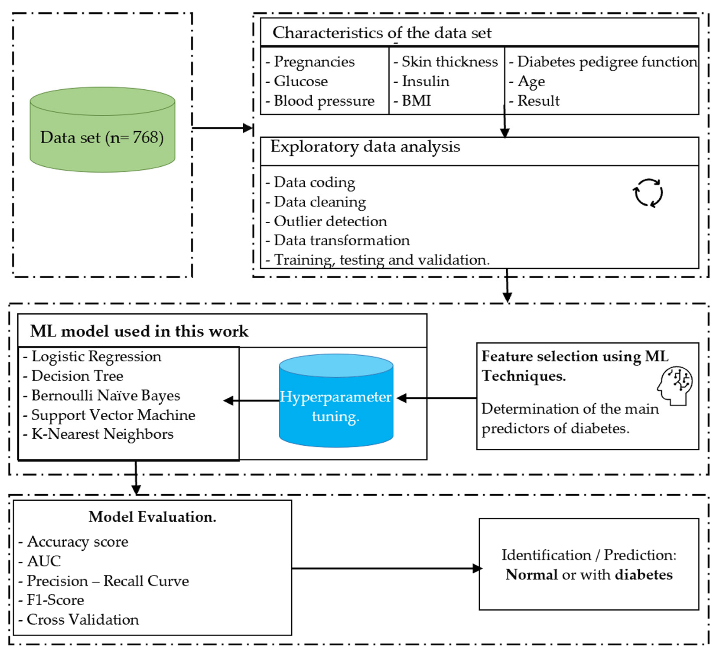 Data set (n= 768)
Characteristics of the data set
- Pregnancies
- Glucose
- Blood pressure
- Skin thickness
- Insulin
- BMI
- Diabetes pedigree function
- Age
- Result
Exploratory data analysis
- Data coding
- Data cleaning
- Outlier detection
- Data transformation
- Training, testing and validation.
ML model used in this work
- Logistic Regression
- Decision Tree
- Bernoulli Naïve Bayes
- Support Vector Machine
- K-Nearest Neighbors
Hyperparameter
tuning.
Feature selection using ML
Techniques.
Determination of the main
predictors of diabetes.
Model Evaluation.
- Accuracy score
- AUC
- Precision – Recall Curve
- F1-Score
- Cross Validation
Identification / Prediction:
Normal or with diabetes